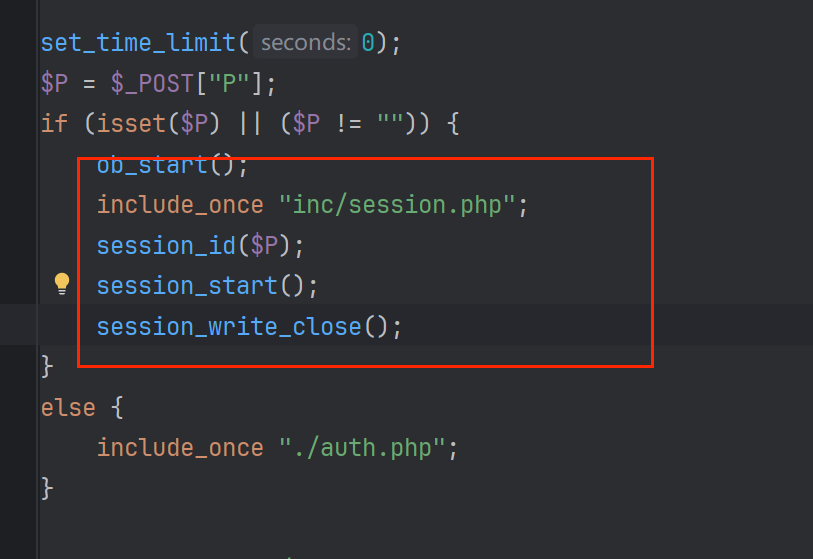 set_time_limit( seconds: 0);
$P = $_POST["P"];
if (isset($P) || ($P != "")) {
    ob_start();
    include_once "inc/session.php";
    session_id($P);
    session_start();
    session_write_close();
}
else {
    include_once "./auth.php";
}